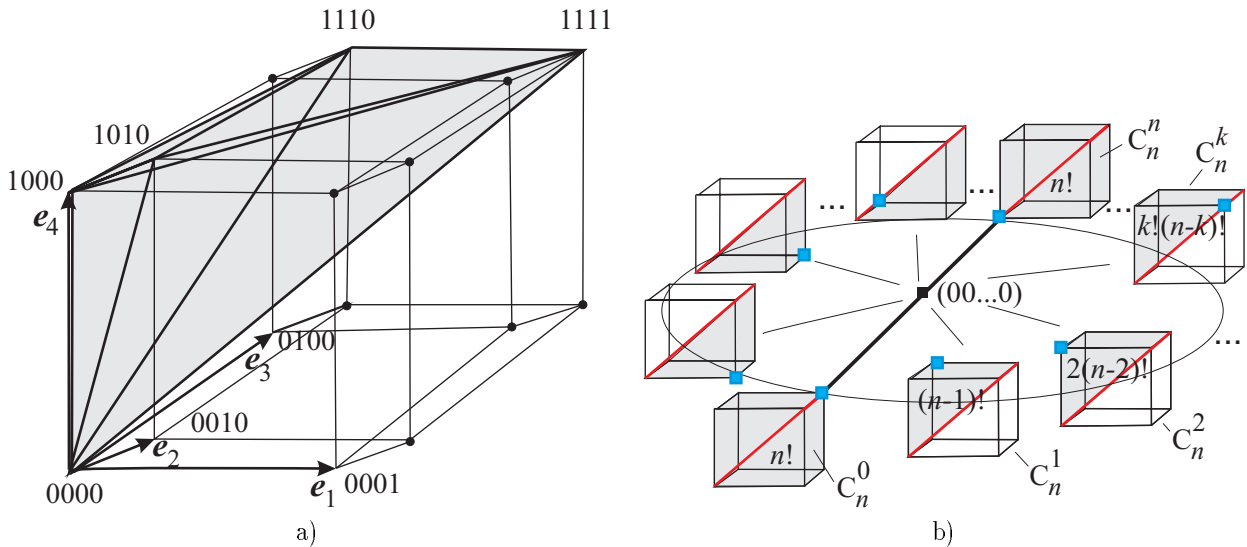 1110
1111
1010
1000
e4
0100
e3
0010
e2
0000
e1
0001
a)
C_n^n
C_n^k
...
...
n!
...
k!(n-k)!
(00...0)
...
2(n-2)!
(n-1)!
C_n^2
n!
C_n^0
C_n^1
b)